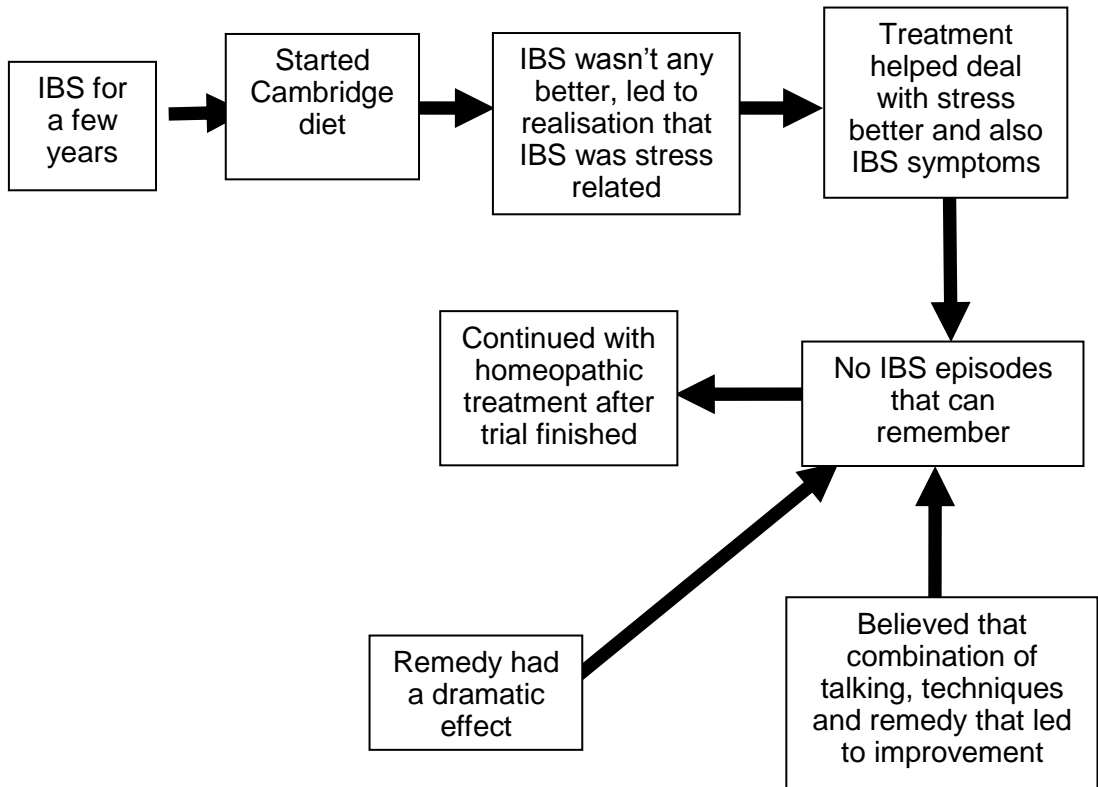 IBS for
a few
years
Started
Cambridge
diet
IBS wasn't any
better, led to
realisation that
IBS was stress
related
Treatment
helped deal
with stress
better and also
IBS symptoms
No IBS episodes
that can
remember
Continued with
homeopathic
treatment after
trial finished
Remedy had
a dramatic
effect
Believed that
combination of
talking, techniques
and remedy that led
to improvement